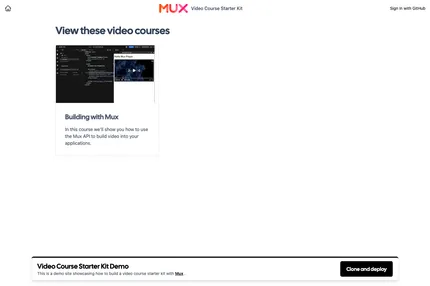 MUX Video Course Starter Kit
Sign in with GitHub
View these video courses
Building with Mux
In this course we'll show you how to use
the Mux API to build video into your
applications.
Video Course Starter Kit Demo
This is a demo site showcasing how to build a video course starter kit with Mux.
Clone and deploy